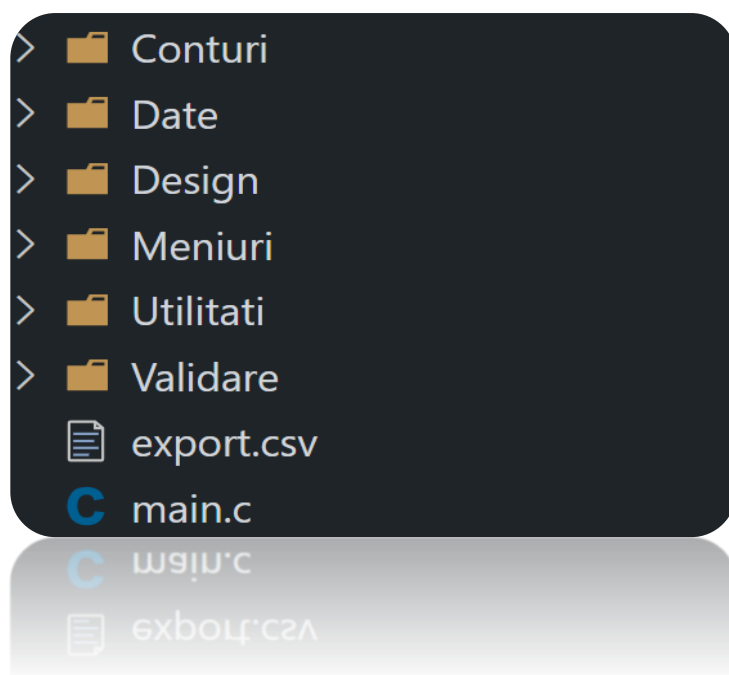 Conturi
Date
Design
Meniuri
Utilitati
Validare
export.csv
C main.c